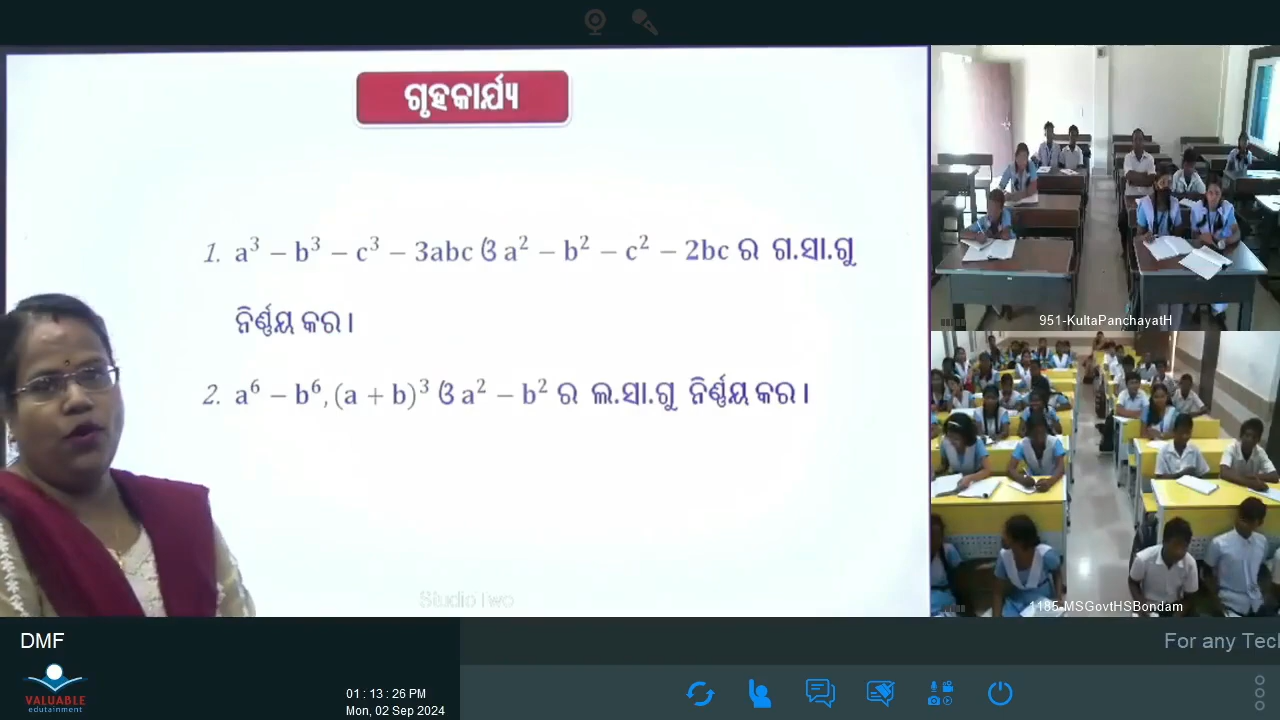 ଗୃହକାର୍ଯ୍ୟ
1. a³ − b³ − c³ − 3abc ଓ a² − b² − c² − 2bc ର ଗ.ସା.ଗୁ
ନିର୍ଣ୍ଣୟ କର।
2. a⁶ − b⁶, (a + b)³ ଓ a² − b² ର ଲ.ସା.ଗୁ ନିର୍ଣ୍ଣୟ କର।
Studio Two
951-KultaPanchayatH
1185-MSGovtHSBondam
DMF
For any Tec
VALUABLE
edutainment
01 : 13 : 26 PM
Mon, 02 Sep 2024